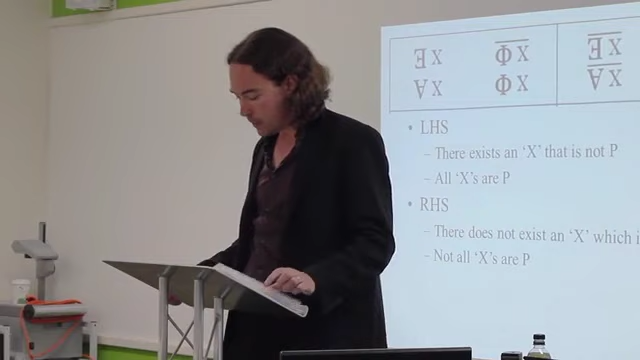 ∃x Φx̅ ∃̅x̅
∀x Φx ∀̅x̅
• LHS
– There exists an ‘X’ that is not P
– All ‘X’s are P
• RHS
– There does not exist an ‘X’ which
– Not all ‘X’s are P